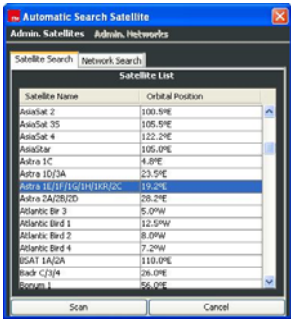 Automatic Search Satellite
Admin. Satellites Admin. Networks
Satellite Search Network Search
Satellite List
Satellite Name Orbital Position
AsiaSat 2 100.5ºE
AsiaSat 3S 105.5ºE
AsiaSat 4 122.2ºE
AsiaStar 105.0ºE
Astra 1C 4.8ºE
Astra 1D/3A 23.5ºE
Astra 1E/1F/1G/1H/1KR/2C 19.2ºE
Astra 2A/2B/2D 28.2ºE
Atlantic Bir 3 5.0ºW
Atlantic Bird 1 12.5ºW
Atlantic Bird 2 8.0ºW
Atlantic Bird 4 7.2ºW
BSAT 1A/2A 110.0ºE
Badr C/3/4 26.0ºE
Bonum 1 56.0ºE
Scan Cancel